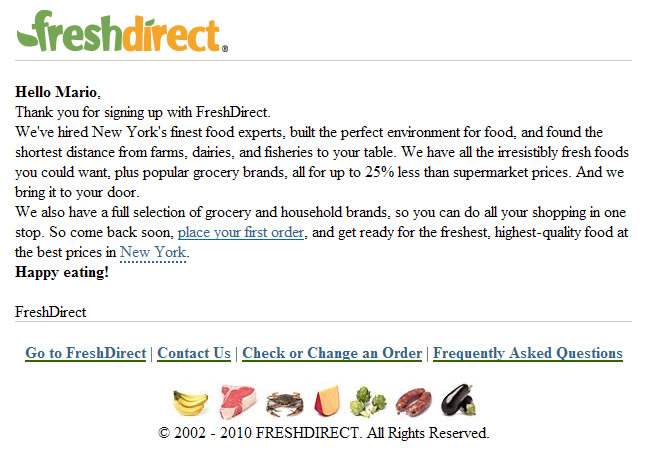 freshdirect®
Hello Mario,
Thank you for signing up with FreshDirect.
We've hired New York's finest food experts, built the perfect environment for food, and found the
shortest distance from farms, dairies, and fisheries to your table. We have all the irresistibly fresh foods
you could want, plus popular grocery brands, all for up to 25% less than supermarket prices. And we
bring it to your door.
We also have a full selection of grocery and household brands, so you can do all your shopping in one
stop. So come back soon, place your first order, and get ready for the freshest, highest-quality food at
the best prices in New York.
Happy eating!
FreshDirect
Go to FreshDirect | Contact Us | Check or Change an Order | Frequently Asked Questions
© 2002 - 2010 FRESHDIRECT. All Rights Reserved.